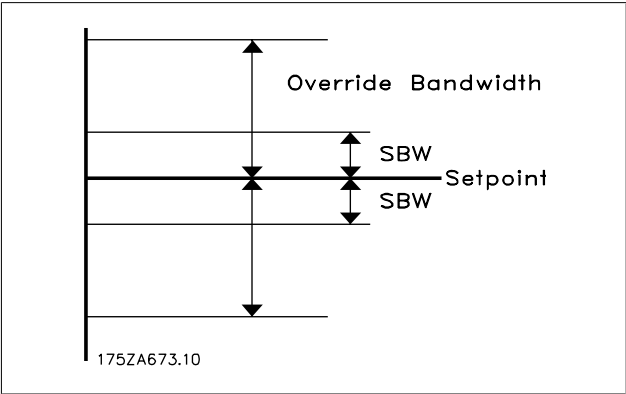 Override Bandwidth
SBW
Setpoint
SBW
175ZA673.10